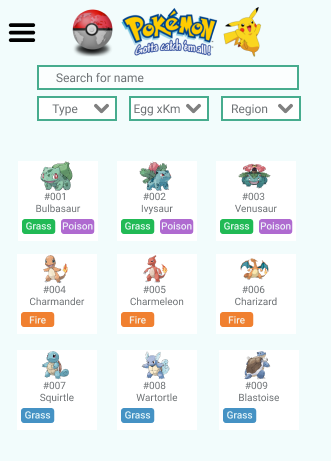 POKéMON
Gotta catch 'em all!
Search for name
Type
Egg xKm
Region
#001
Bulbasaur
Grass Poison
#002
Ivysaur
Grass Poison
#003
Venusaur
Grass Poison
#004
Charmander
Fire
#005
Charmeleon
Fire
#006
Charizard
Fire
#007
Squirtle
Grass
#008
Wartortle
Grass
#009
Blastoise
Grass